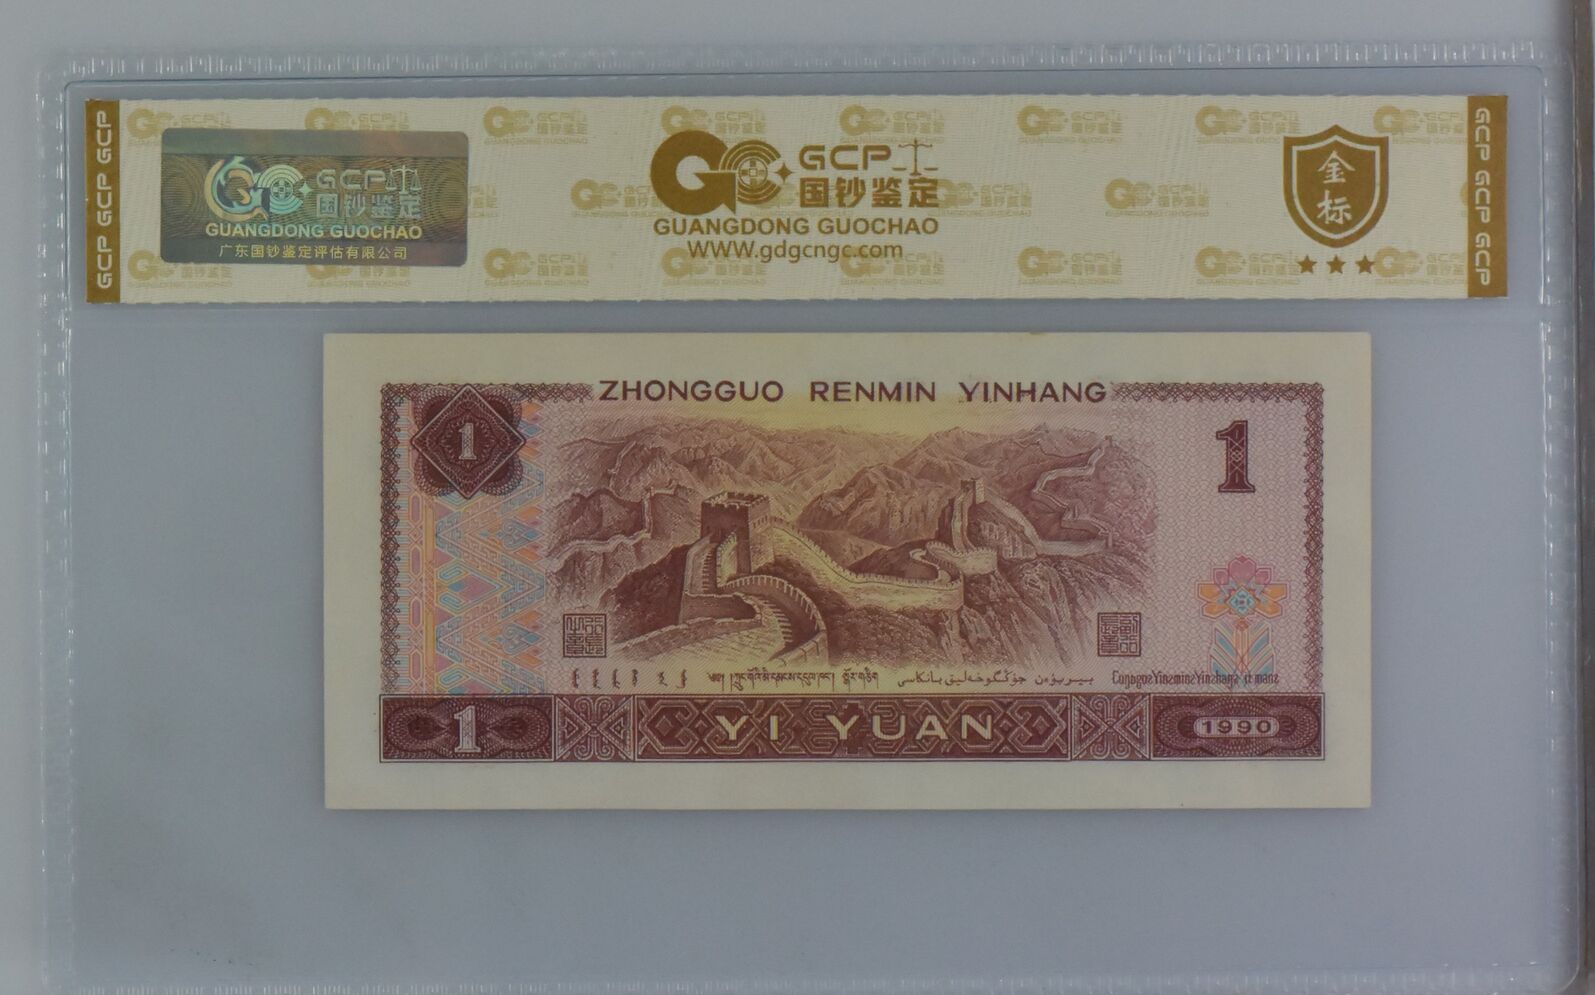 GCP GCP GCP
GCP
国钞鉴定
GUANGDONG GUOCHAO
广东国钞鉴定评估有限公司
GCP
国钞鉴定
GUANGDONG GUOCHAO
WWW.gdgcngc.com
金
标
GCP GCP GCP
ZHONGGUO RENMIN YINHANG
1
1
1
YI YUAN
1990